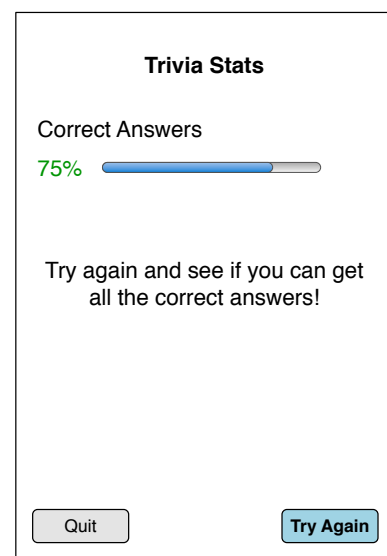 Trivia Stats
Correct Answers
75%
Try again and see if you can get
all the correct answers!
Quit
Try Again